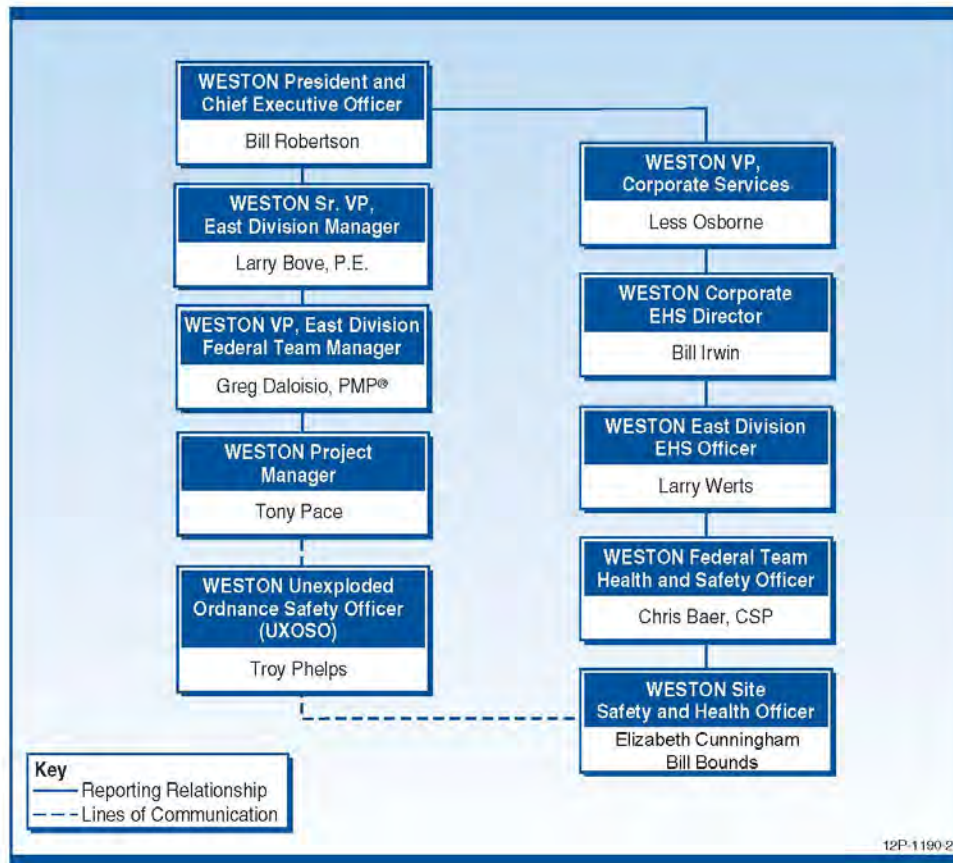 WESTON President and
Chief Executive Officer
Bill Robertson
WESTON Sr. VP,
East Division Manager
Larry Bove, P.E.
WESTON VP, East Division
Federal Team Manager
Greg Daloisio, PMP®
WESTON Project
Manager
Tony Pace
WESTON Unexploded
Ordnance Safety Officer
(UXOSO)
Troy Phelps
WESTON VP,
Corporate Services
Less Osborne
WESTON Corporate
EHS Director
Bill Irwin
WESTON East Division
EHS Officer
Larry Werts
WESTON Federal Team
Health and Safety Officer
Chris Baer, CSP
WESTON Site
Safety and Health Officer
Elizabeth Cunningham
Bill Bounds
Key
Reporting Relationship
Lines of Communication
12P-1190-2